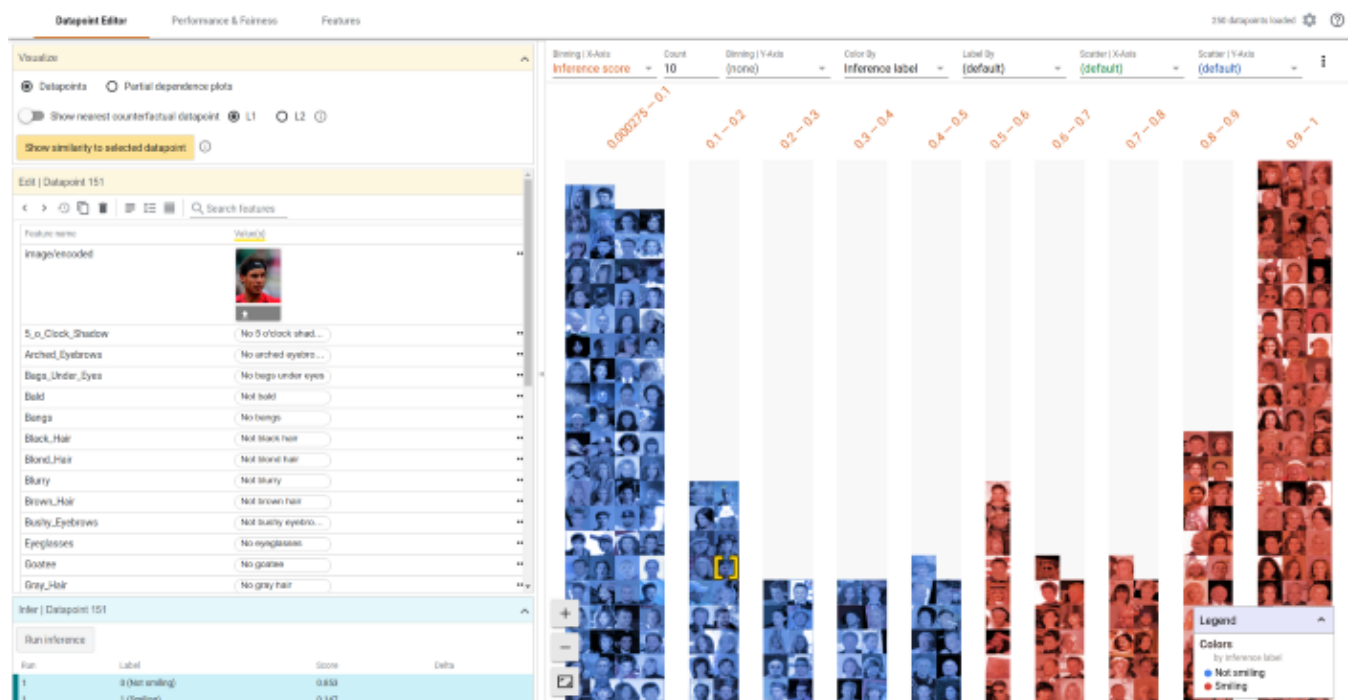 Datapoint Editor
Performance & Fairness
Features
250 datapoints loaded
Visualize
Datapoints
Partial dependence plots
Show nearest counterfactual datapoint
L1
L2
Show similarity to selected datapoint
Binning | X-Axis
Inference score
Count
10
Binning | Y-Axis
(none)
Color By
Inference label
Label By
(default)
Scatter | X-Axis
(default)
Scatter | Y-Axis
(default)
Edit | Datapoint 151
Search features
Feature name
Value(s)
image/encoded
5_o_Clock_Shadow
No 5 o'clock shad...
Arched_Eyebrows
No arched eyebro...
Bags_Under_Eyes
No bags under eyes
Bald
Not bald
Bangs
No bangs
Black_Hair
Not black hair
Blond_Hair
Not blond hair
Blurry
Not blurry
Brown_Hair
Not brown hair
Bushy_Eyebrows
Not bushy eyebro...
Eyeglasses
No eyeglasses
Goatee
No goatee
Gray_Hair
No gray hair
Infer | Datapoint 151
Run inference
Run
Label
Score
Delta
1
0 (Not smiling)
0.853
1 (Smiling)
0.147
0.000275 – 0.1
0.1 – 0.2
0.2 – 0.3
0.3 – 0.4
0.4 – 0.5
0.5 – 0.6
0.6 – 0.7
0.7 – 0.8
0.8 – 0.9
0.9 – 1
Legend
Colors
by Inference label
Not smiling
Smiling